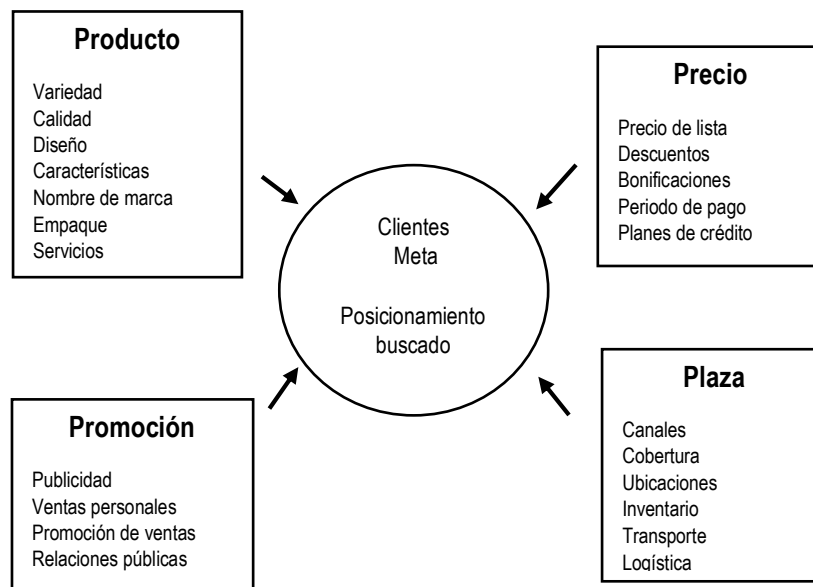 Producto
Variedad
Calidad
Diseño
Características
Nombre de marca
Empaque
Servicios
Precio
Precio de lista
Descuentos
Bonificaciones
Periodo de pago
Planes de crédito
Clientes
Meta
Posicionamiento
buscado
Promoción
Publicidad
Ventas personales
Promoción de ventas
Relaciones públicas
Plaza
Canales
Cobertura
Ubicaciones
Inventario
Transporte
Logística